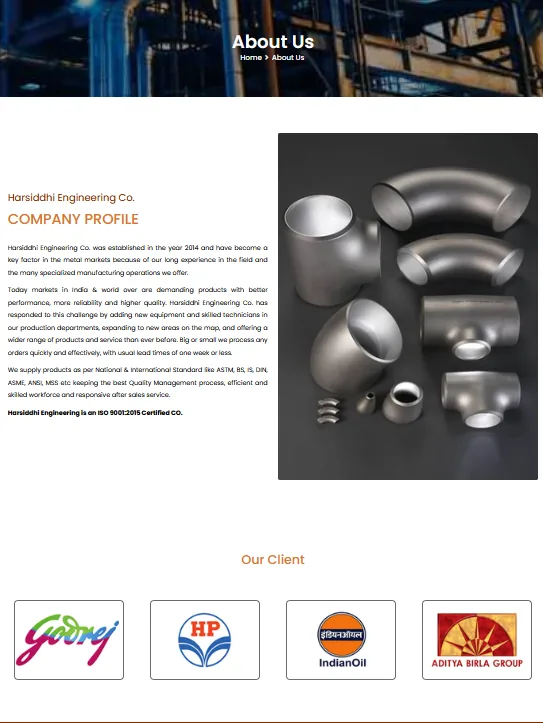 About Us
Home > About Us
Harsiddhi Engineering Co.
COMPANY PROFILE
Harsiddhi Engineering Co. was established in the year 2014 and have become a
key factor in the metal markets because of our long experience in the field and
the many specialized manufacturing operations we offer.
Today markets in India & world over are demanding products with better
performance, more reliability and higher quality. Harsiddhi Engineering Co. has
responded to this challenge by adding new equipment and skilled technicians in
our production departments, expanding to new areas on the map, and offering a
wider range of products and service than ever before. Big or small we process any
orders quickly and effectively, with usual lead times of one week or less.
We supply products as per National & International Standard like ASTM, BS, IS, DIN,
ASME, ANSI, MSS etc keeping the best Quality Management process, efficient and
skilled workforce and responsive after sales service.
Harsiddhi Engineering is an ISO 9001:2015 Certified CO.
Our Client
Godrej
HP
इंडियनऑयल
IndianOil
ADITYA BIRLA GROUP